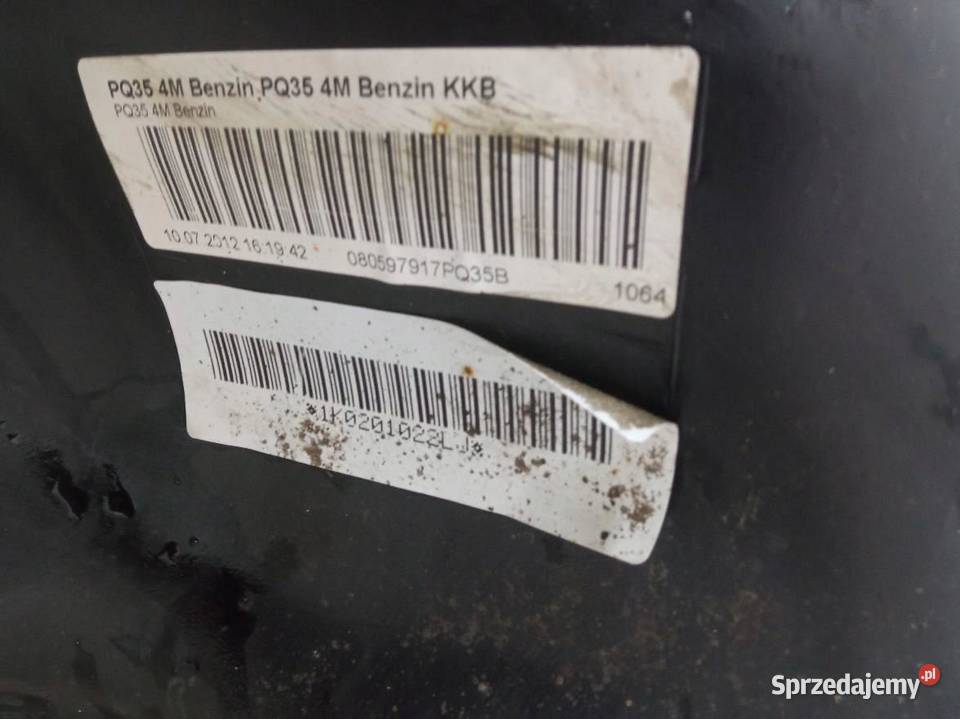 PQ35 4M Benzin PQ35 4M Benzin KKB
PQ35 4M Benzin
10.07.2012 16:19:42
080597917PQ35B
1064
*1K0201022LJ*
Sprzedajemy.pl